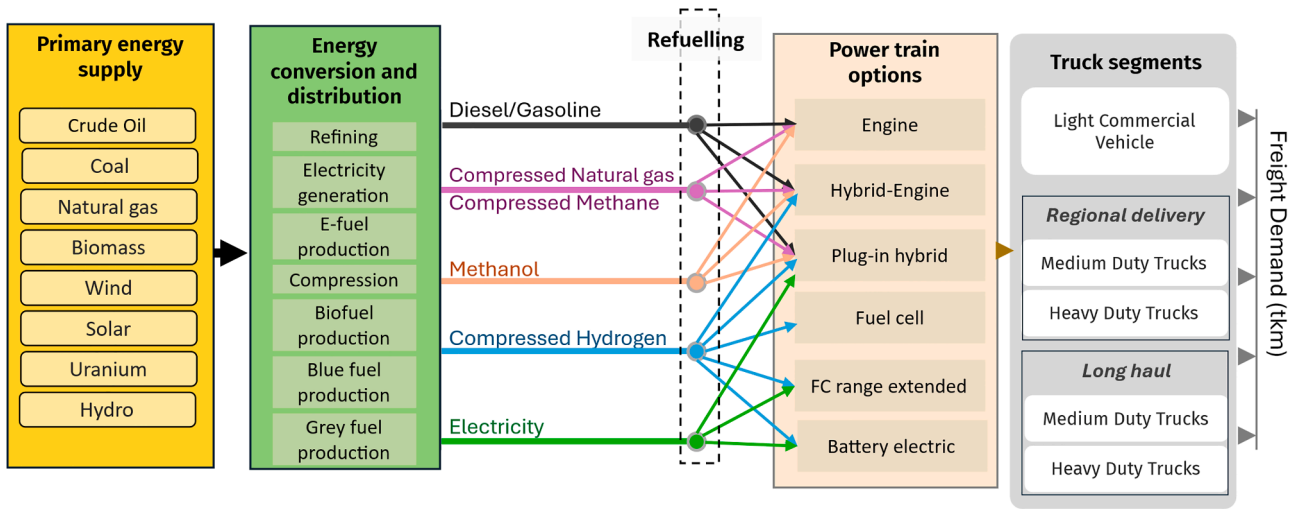 Primary energy
supply
Crude Oil
Coal
Natural gas
Biomass
Wind
Solar
Uranium
Hydro
Energy
conversion and
distribution
Refining
Electricity
generation
E-fuel
production
Compression
Biofuel
production
Blue fuel
production
Grey fuel
production
Diesel/Gasoline
Compressed Natural gas
Compressed Methane
Methanol
Compressed Hydrogen
Electricity
Refuelling
Power train
options
Engine
Hybrid-Engine
Plug-in hybrid
Fuel cell
FC range extended
Battery electric
Truck segments
Light Commercial
Vehicle
Regional delivery
Medium Duty Trucks
Heavy Duty Trucks
Long haul
Medium Duty Trucks
Heavy Duty Trucks
Freight Demand (tkm)